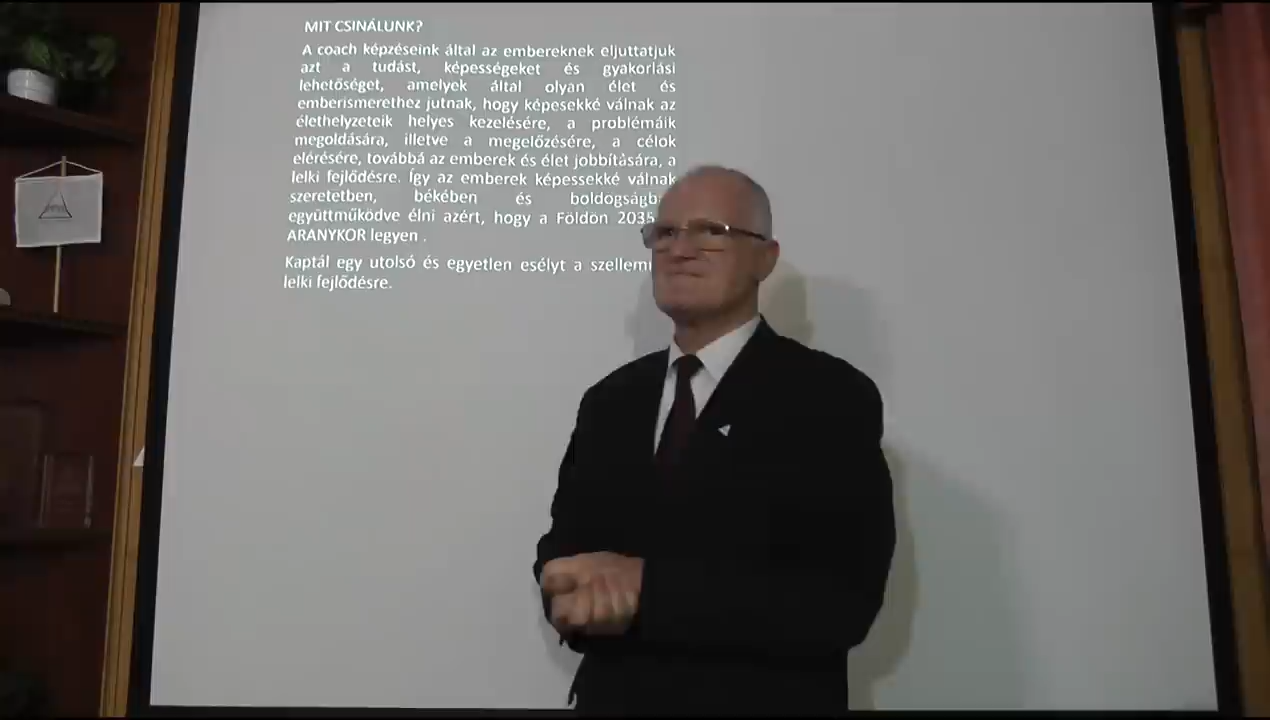 MIT CSINÁLUNK?
A coach képzéseink által az embereknek eljuttatjuk
azt a tudást, képességeket és gyakorlási
lehetőséget, amelyek által olyan élet és
emberismerethez jutnak, hogy képesekké válnak az
élethelyzeteik helyes kezelésére, a problémáik
megoldására, illetve a megelőzésére, a célok
elérésére, továbbá az emberek és élet jobbítására, a
lelki fejlődésre. Így az emberek képessekké válnak
szeretetben, békében és
együttműködve élni azért, hogy a Földön 2035
ARANYKOR legyen .
Kaptál egy utolsó és egyetlen esélyt a
lelki fejlődésre.